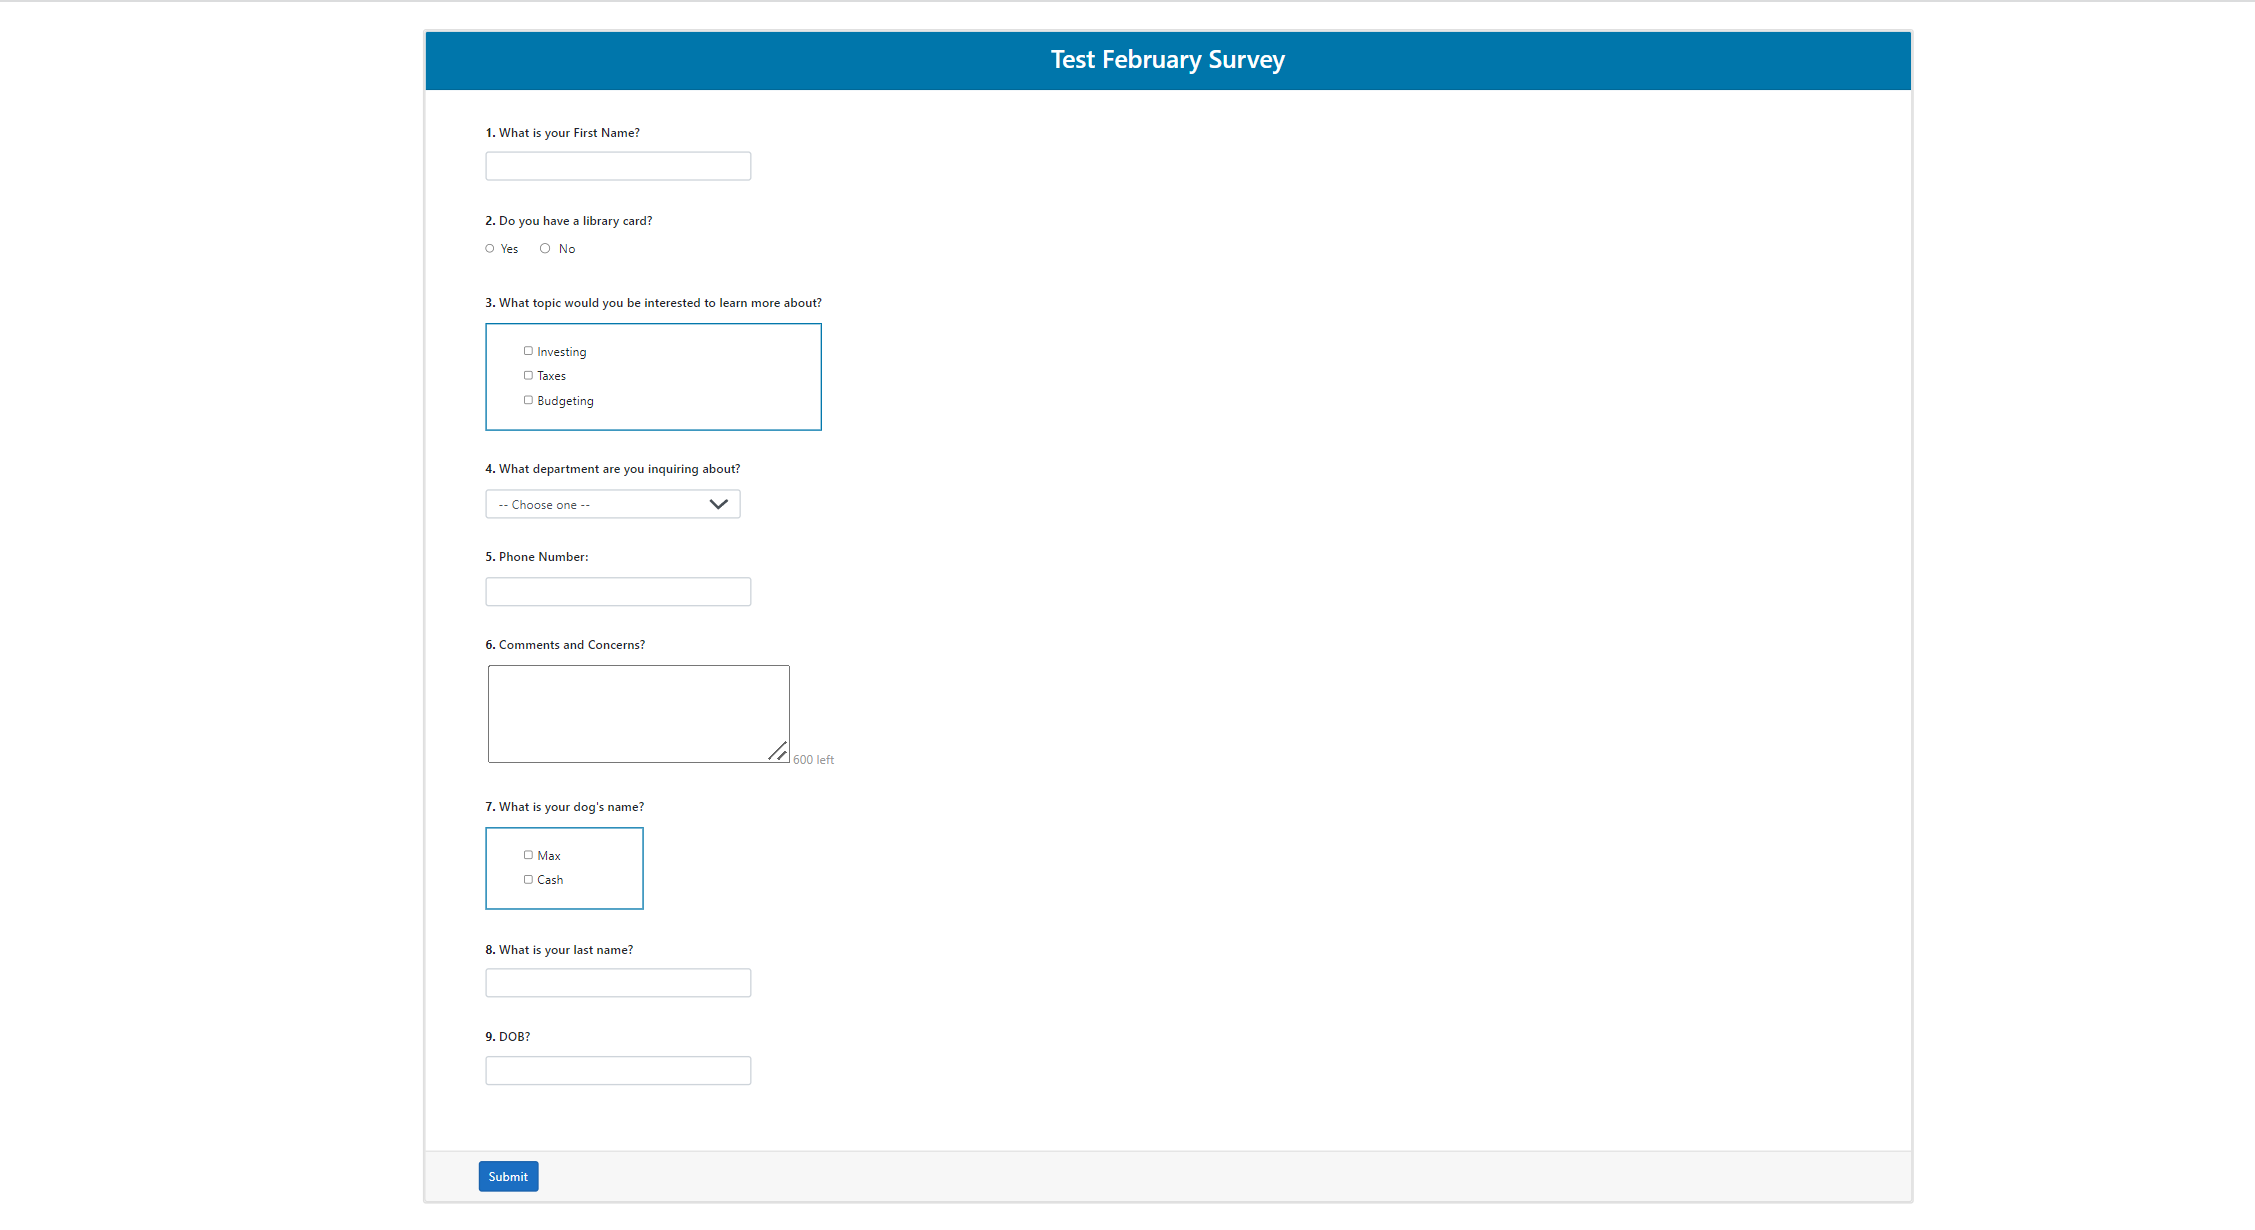 Test February Survey
1. What is your First Name?
2. Do you have a library card?
Yes No
3. What topic would you be interested to learn more about?
Investing
Taxes
Budgeting
4. What department are you inquiring about?
-- Choose one --
5. Phone Number:
6. Comments and Concerns?
600 left
7. What is your dog's name?
Max
Cash
8. What is your last name?
9. DOB?
Submit